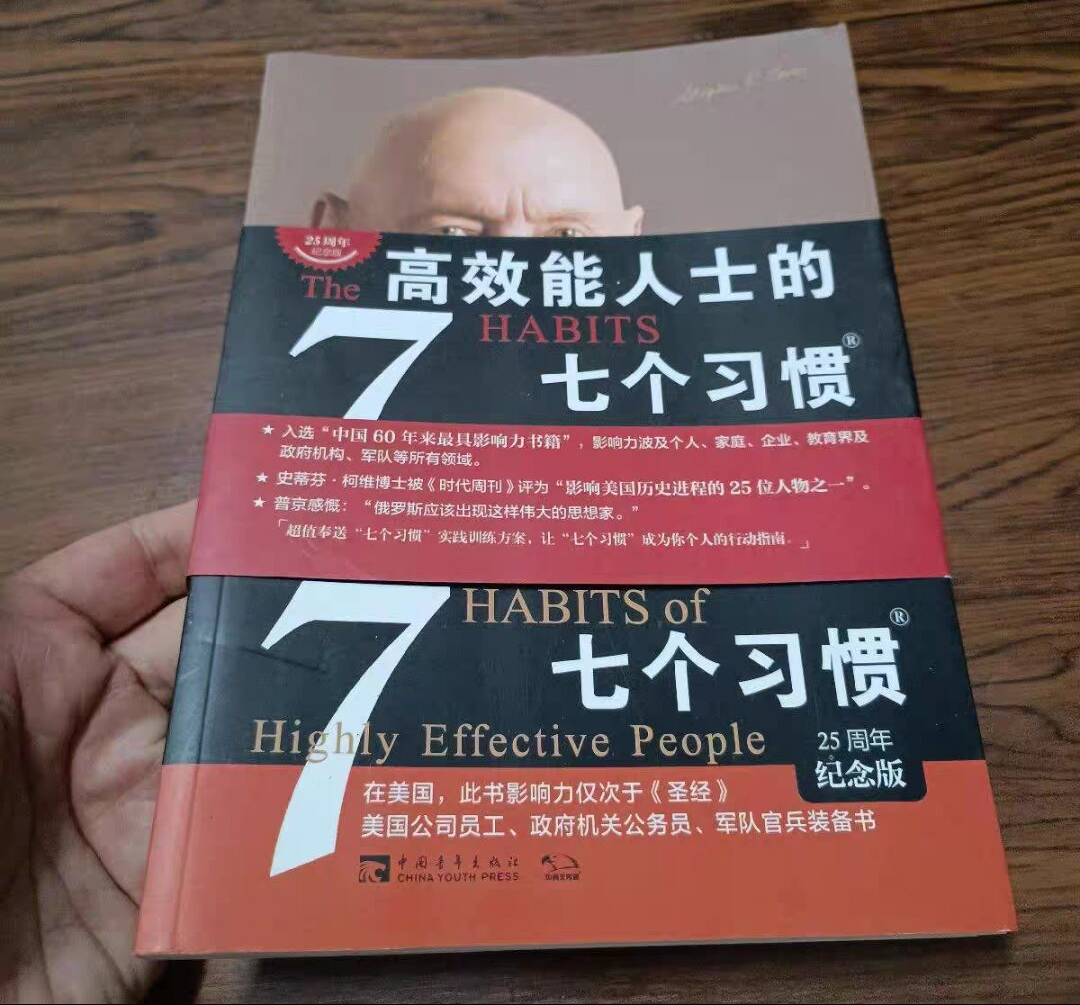 25周年
纪念版
The
高效能人士的
7
HABITS
七个习惯®
★ 入选“中国60年来最具影响力书籍”，影响力波及个人、家庭、企业、教育界及
政府机构、军队等所有领域。
★ 史蒂芬·柯维博士被《时代周刊》评为“影响美国历史进程的25位人物之一”。
★ 普京感慨：“俄罗斯应该出现这样伟大的思想家。”
「超值奉送“七个习惯”实践训练方案，让“七个习惯”成为你个人的行动指南。」
7
HABITS of
七个习惯®
Highly Effective People
25周年
纪念版
在美国，此书影响力仅次于《圣经》
美国公司员工、政府机关公务员、军队官兵装备书
中国青年出版社
CHINA YOUTH PRESS